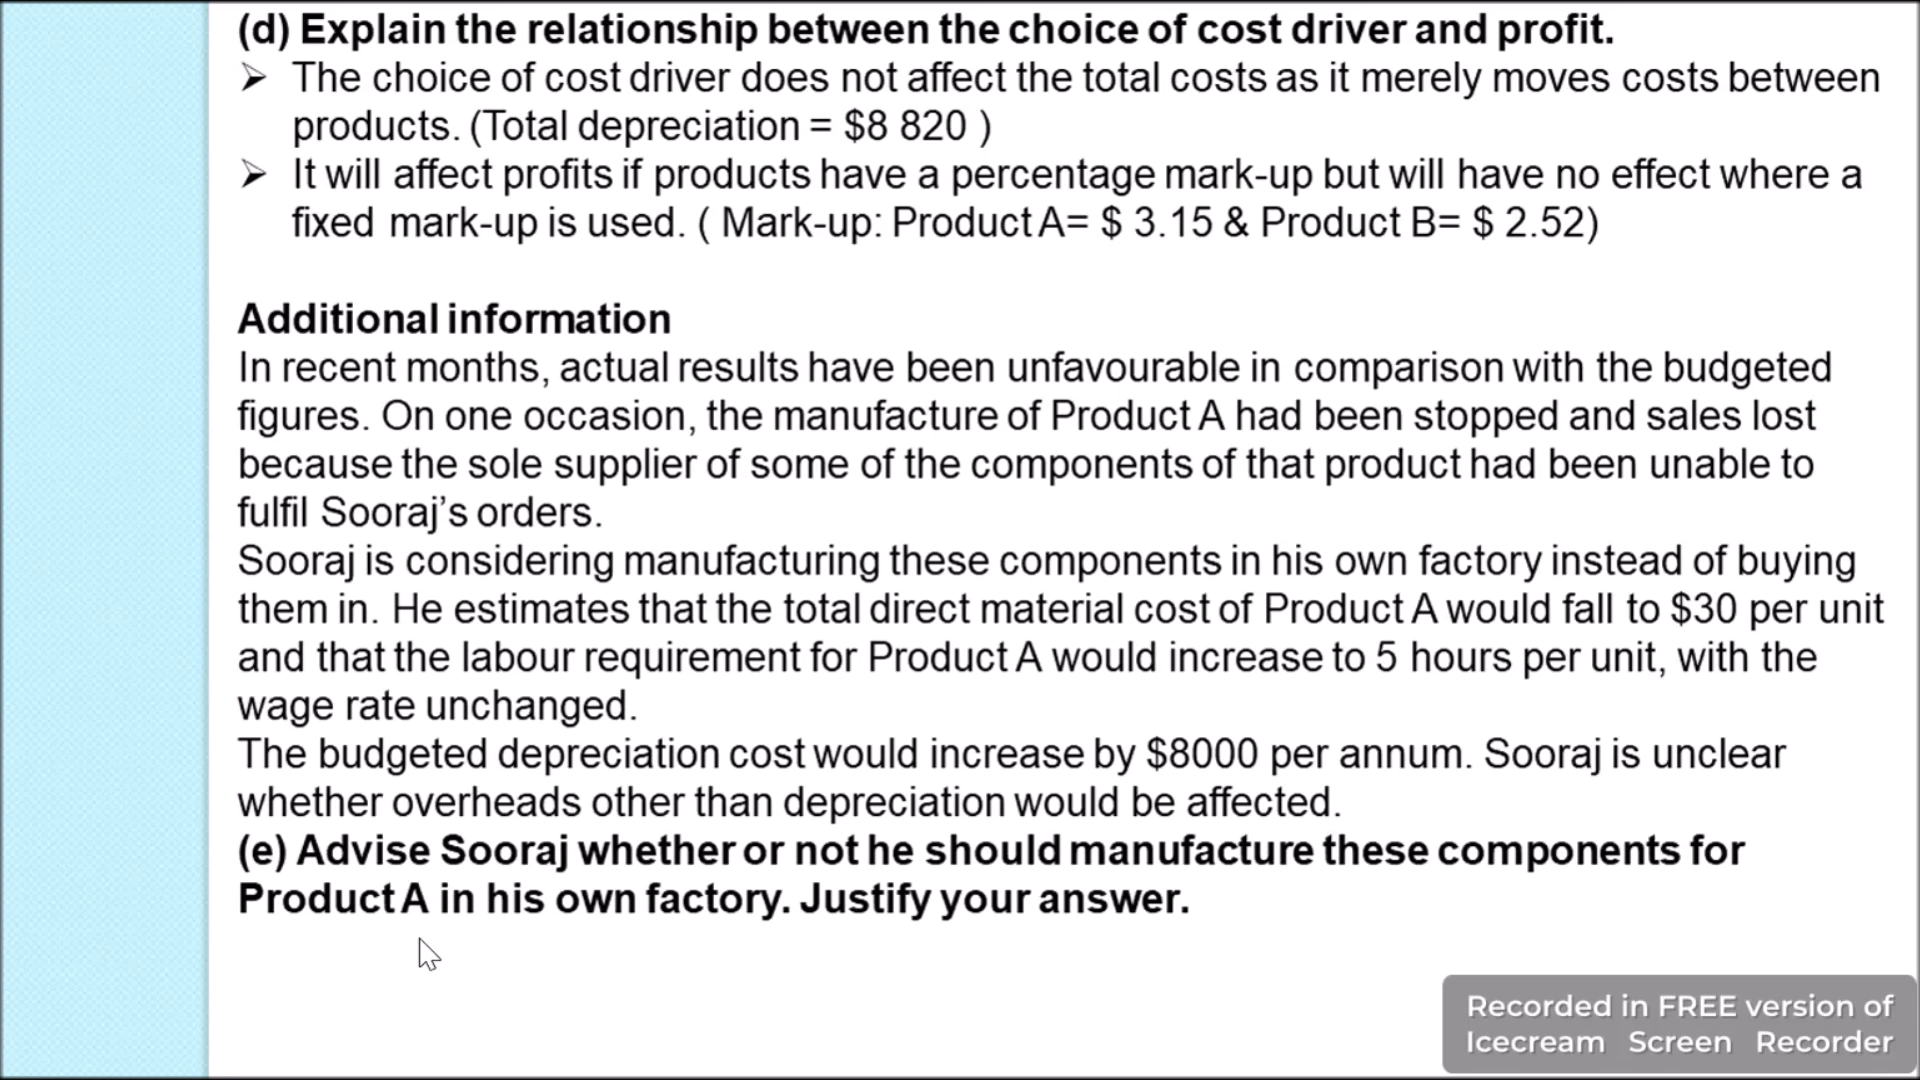 (d) Explain the relationship between the choice of cost driver and profit.
➢ The choice of cost driver does not affect the total costs as it merely moves costs between
products. (Total depreciation = $8 820 )
➢ It will affect profits if products have a percentage mark-up but will have no effect where a
fixed mark-up is used. ( Mark-up: Product A= $ 3.15 & Product B= $ 2.52)
Additional information
In recent months, actual results have been unfavourable in comparison with the budgeted
figures. On one occasion, the manufacture of Product A had been stopped and sales lost
because the sole supplier of some of the components of that product had been unable to
fulfil Sooraj’s orders.
Sooraj is considering manufacturing these components in his own factory instead of buying
them in. He estimates that the total direct material cost of Product A would fall to $30 per unit
and that the labour requirement for Product A would increase to 5 hours per unit, with the
wage rate unchanged.
The budgeted depreciation cost would increase by $8000 per annum. Sooraj is unclear
whether overheads other than depreciation would be affected.
(e) Advise Sooraj whether or not he should manufacture these components for
Product A in his own factory. Justify your answer.
Recorded in FREE version of
Icecream Screen Recorder